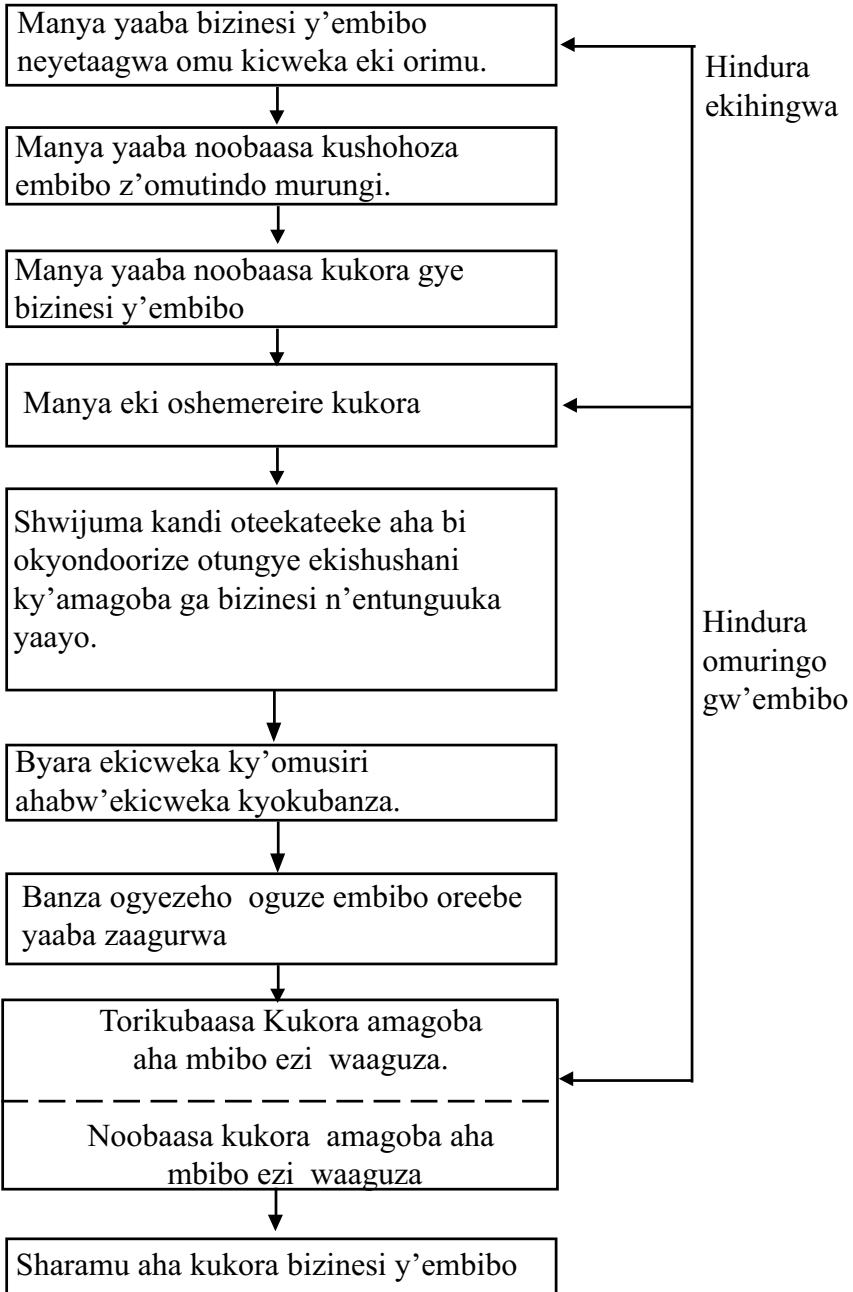 Manya yaaba bizinesi y’embibo
neyetaagwa omu kicweka eki orimu.
Hindura
ekihingwa
Manya yaaba noobaasa kushohoza
embibo z’omutindo murungi.
Manya yaaba noobaasa kukora gye
bizinesi y’embibo
Manya eki oshemereire kukora
Shwijuma kandi oteekateeke aha bi
okyondoorize otungye ekishushani
ky’amagoba ga bizinesi n’entunguuka
yaayo.
Hindura
omuringo
gw’embibo
Byara ekicweka ky’omusiri
ahabw’ekicweka kyokubanza.
Banza ogyezeho oguze embibo oreebe
yaaba zaagurwa
Torikubaasa Kukora amagoba
aha mbibo ezi waaguza.
Noobaasa kukora amagoba aha
mbibo ezi waaguza
Sharamu aha kukora bizinesi y’embibo